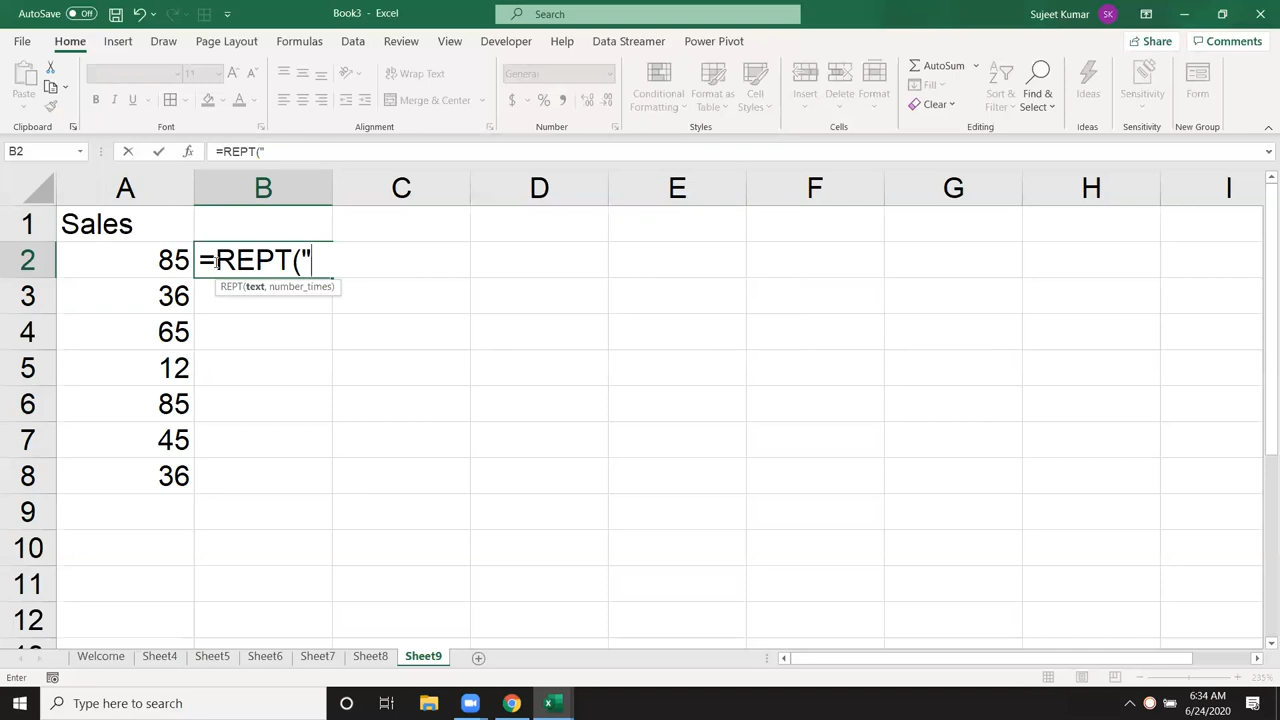 AutoSave Off Book3 - Excel Search Sujeet Kumar SK
File Home Insert Draw Page Layout Formulas Data Review View Developer Help Data Streamer Power Pivot Share Comments
Paste 11 A A Wrap Text General Conditional Formatting Format as Table Cell Styles Insert Delete Format AutoSum Fill Clear Sort & Filter Find & Select Ideas Sensitivity Form
B I U A Merge & Center $ % ,
Clipboard Font Alignment Number Styles Cells Editing Ideas Sensitivity New Group
B2 fx =REPT("
A B C D E F G H I
1 Sales
2 85 =REPT("
REPT(text, number_times)
3 36
4 65
5 12
6 85
7 45
8 36
9
10
11
12
Welcome Sheet4 Sheet5 Sheet6 Sheet7 Sheet8 Sheet9
Enter 235%
Type here to search 6:34 AM
6/24/2020